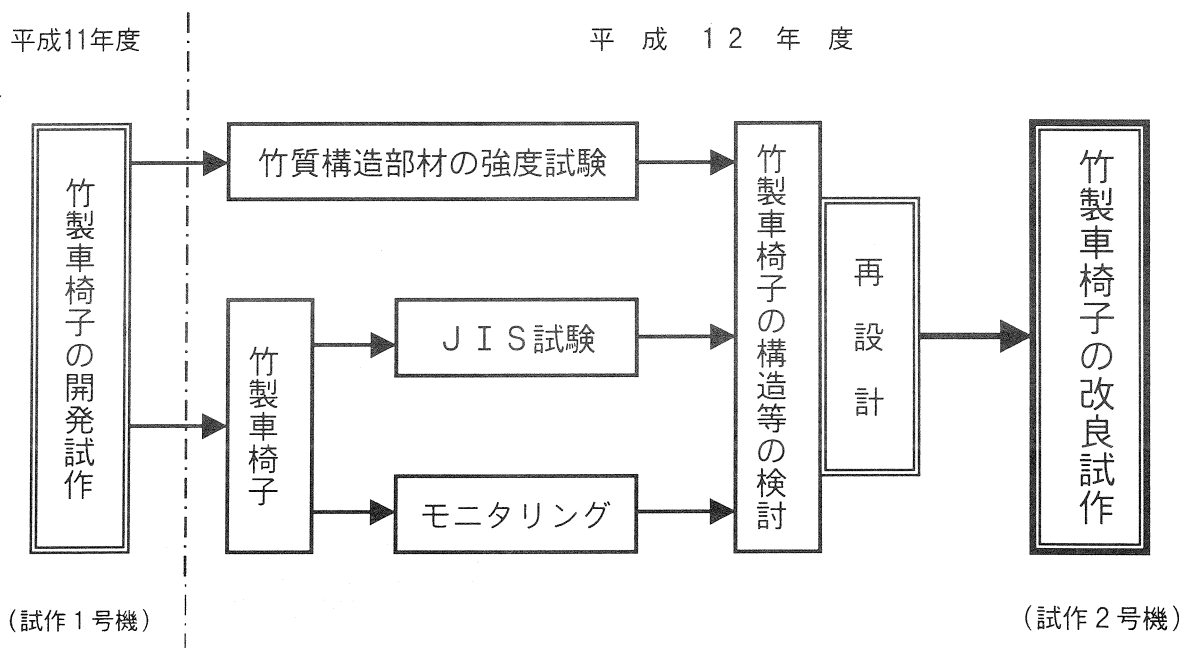 平成11年度
平成１２年度
竹製車椅子の開発試作
竹質構造部材の強度試験
竹製車椅子
ＪＩＳ試験
モニタリング
竹製車椅子の構造等の検討
再設計
竹製車椅子の改良試作
（試作１号機）
（試作２号機）